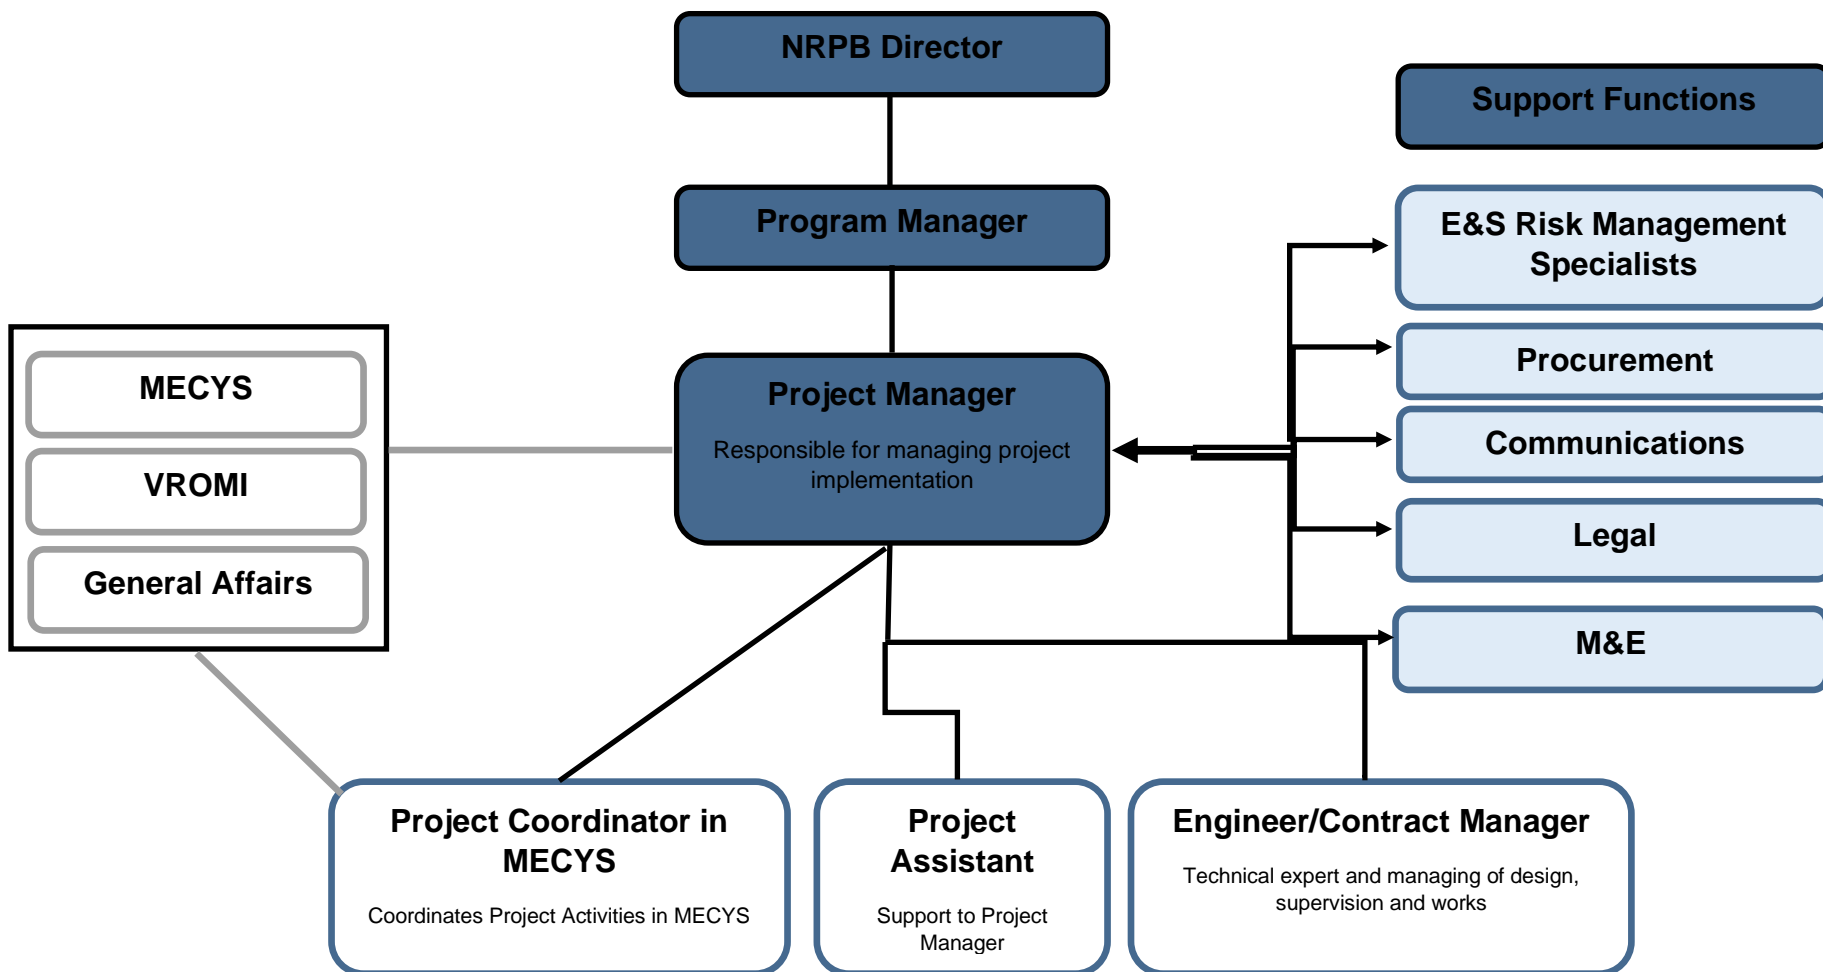 NRPB Director
Support Functions
Program Manager
E&S Risk Management
Specialists
MECYS
VROMI
General Affairs
Project Manager
Responsible for managing project
implementation
Procurement
Communications
Legal
M&E
Project Coordinator in
MECYS
Coordinates Project Activities in MECYS
Project
Assistant
Support to Project
Manager
Engineer/Contract Manager
Technical expert and managing of design,
supervision and works